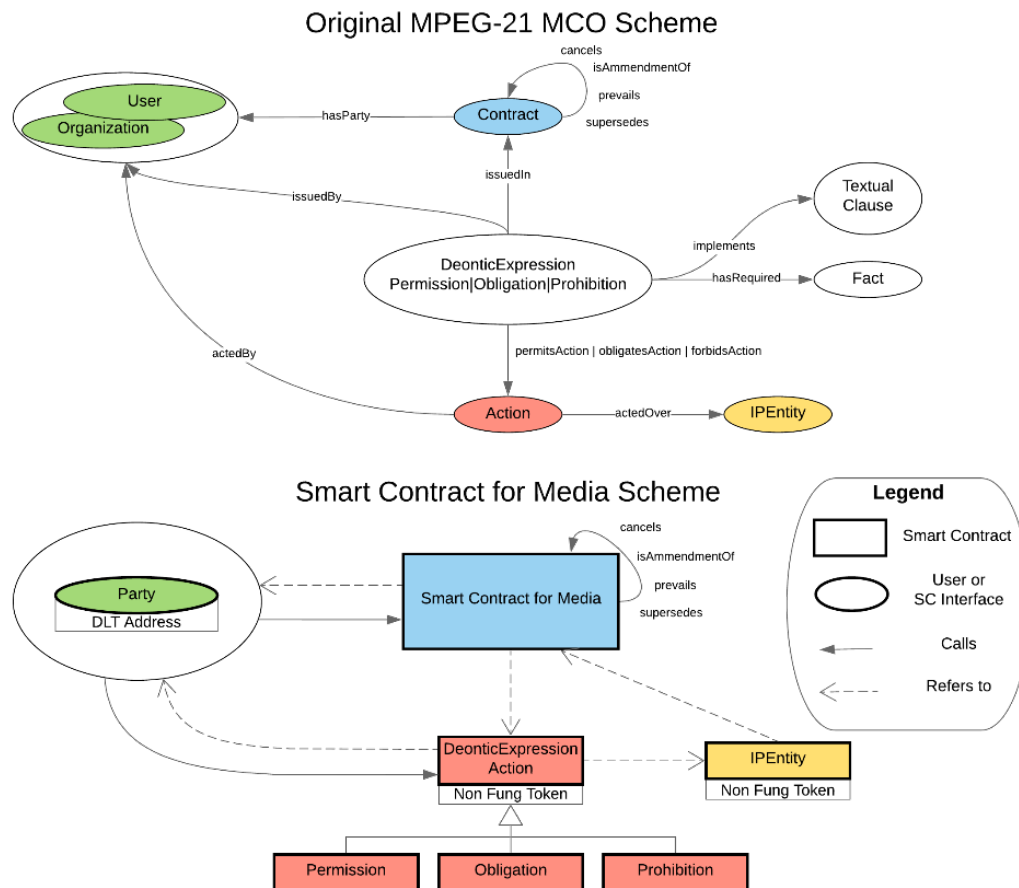 Original MPEG-21 MCO Scheme
cancels
isAmmendmentOf
prevails
supersedes
User
Organization
hasParty
Contract
issuedIn
issuedBy
Textual
Clause
implements
DeonticExpression
Permission|Obligation|Prohibition
hasRequired
Fact
permitsAction | obligatesAction | forbidsAction
actedBy
Action
actedOver
IPEntity
Smart Contract for Media Scheme
cancels
isAmmendmentOf
prevails
supersedes
Party
DLT Address
Smart Contract for Media
Legend
Smart Contract
User or
SC Interface
Calls
Refers to
DeonticExpression
Action
Non Fung Token
IPEntity
Non Fung Token
Permission
Obligation
Prohibition